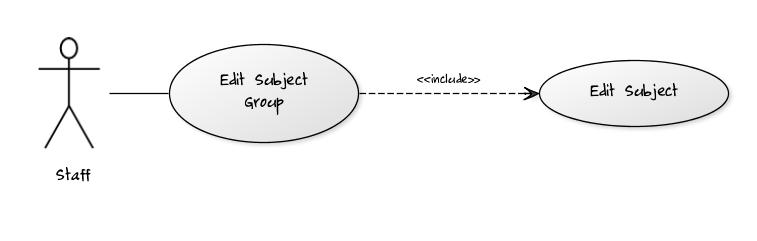 Edit Subject
Group
<<include>>
Edit Subject
Staff